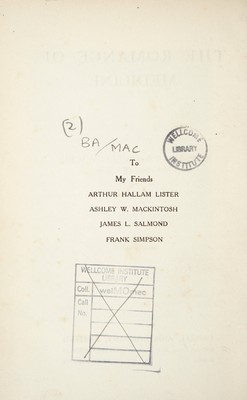 (2)
BA/MAC
WELLCOME
LIBRARY
INSTITUTE
To
My Friends
ARTHUR HALLAM LISTER
ASHLEY W. MACKINTOSH
JAMES L. SALMOND
FRANK SIMPSON
WELLCOME INSTITUTE
LIBRARY
Coll. welMOmec
Call
No.